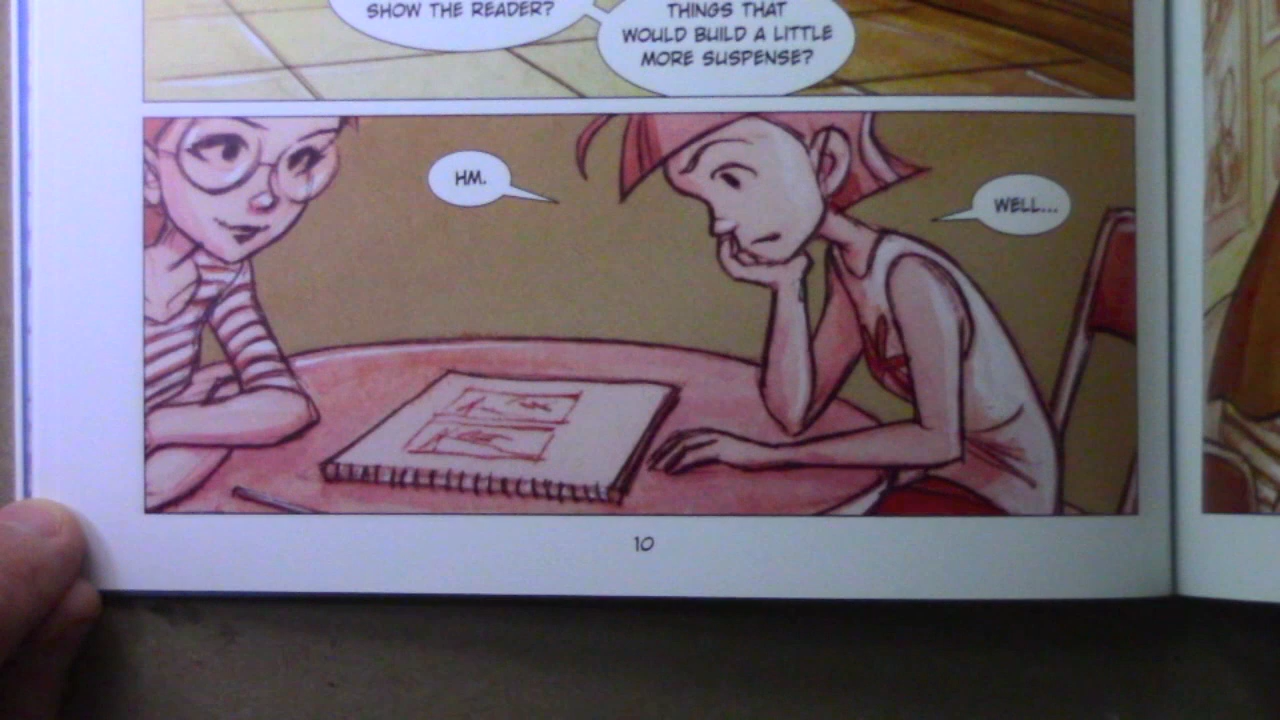 SHOW THE READER?
THINGS THAT
WOULD BUILD A LITTLE
MORE SUSPENSE?
HM.
WELL...
10